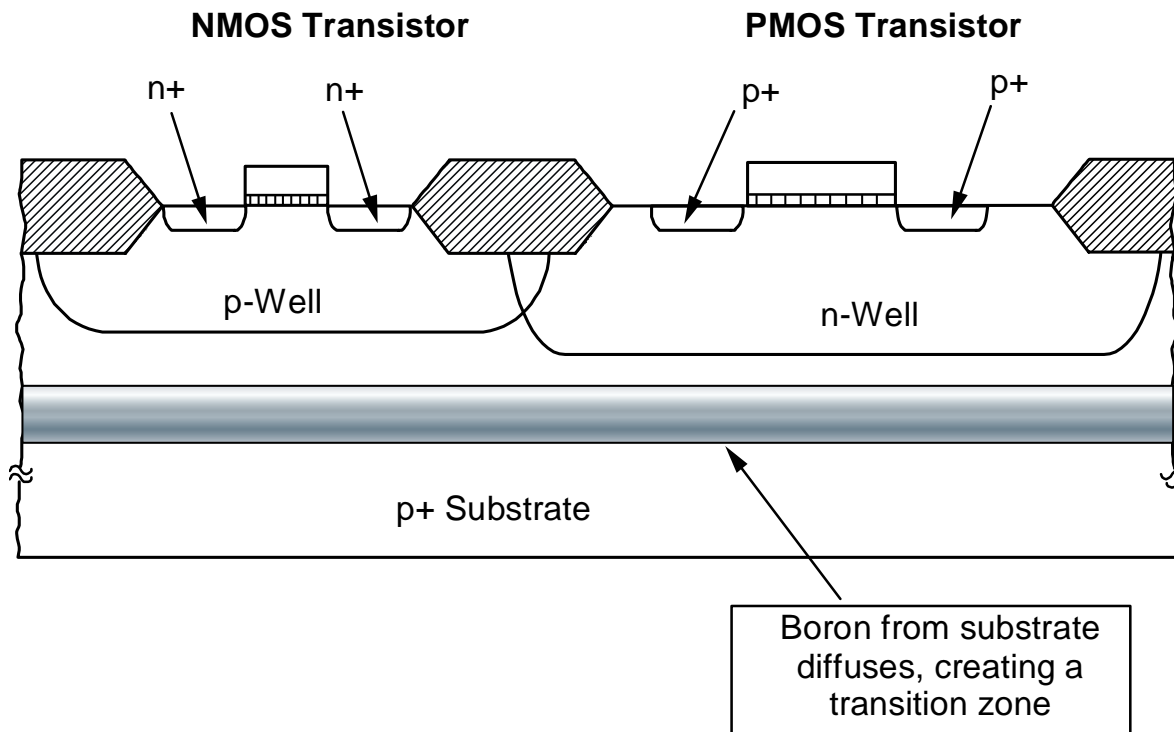 NMOS Transistor
PMOS Transistor
n+
n+
p+
p+
p-Well
n-Well
p+ Substrate
Boron from substrate
diffuses, creating a
transition zone